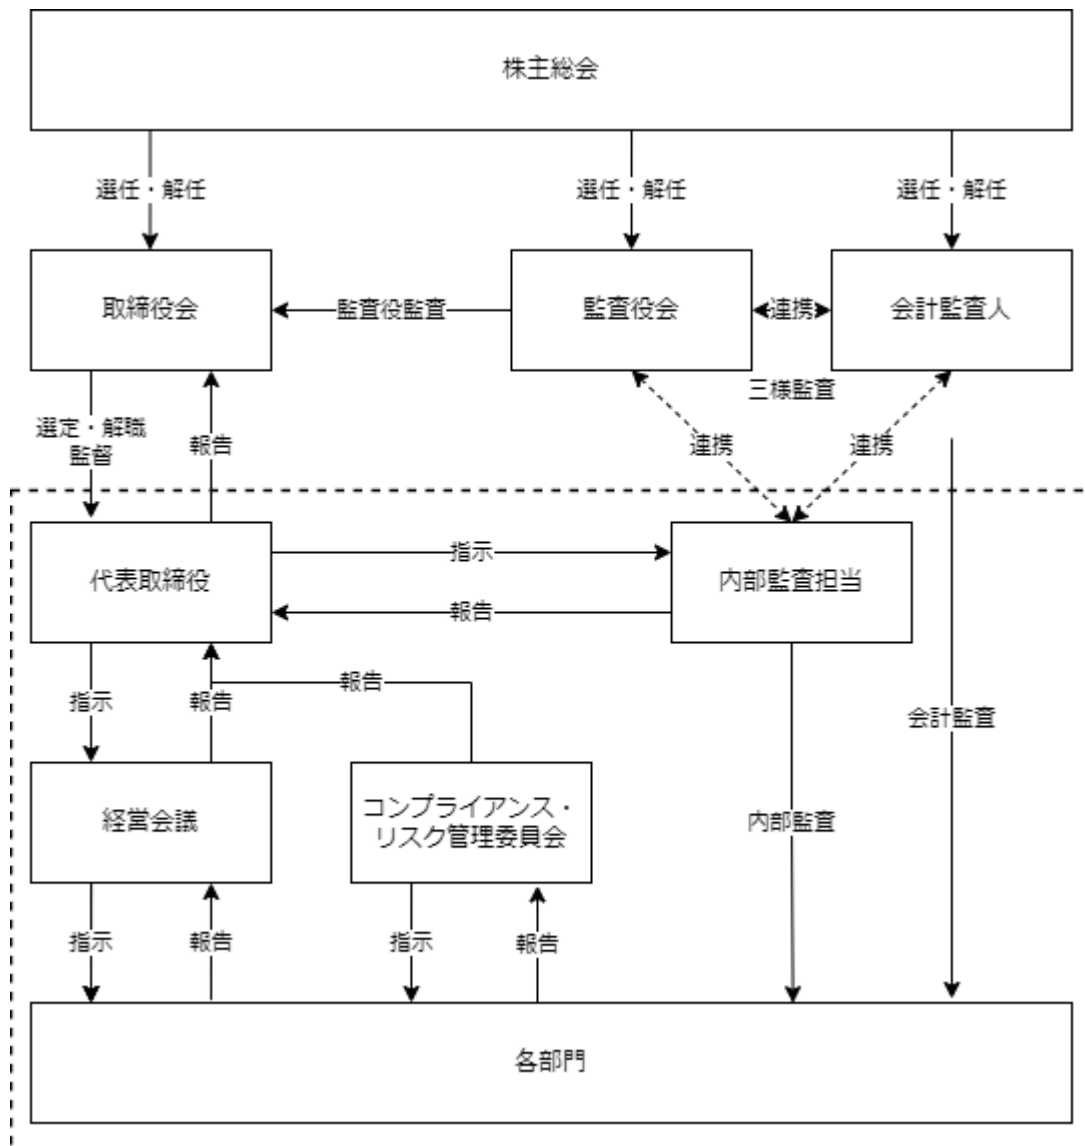 株主総会
選任・解任
選任・解任
選任・解任
取締役会
監査役監査
監査役会
連携
会計監査人
三様監査
選定・解職
監督
報告
連携
連携
代表取締役
指示
報告
内部監査担当
指示
報告
報告
会計監査
経営会議
コンプライアンス・
リスク管理委員会
内部監査
指示
報告
指示
報告
各部門